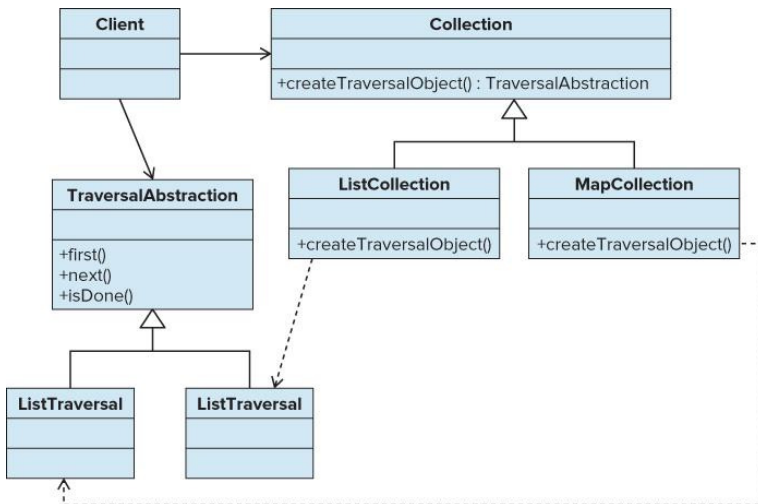 Client
Collection
+createTraversalObject() : TraversalAbstraction
TraversalAbstraction
+first()
+next()
+isDone()
ListCollection
+createTraversalObject()
MapCollection
+createTraversalObject()
ListTraversal
ListTraversal